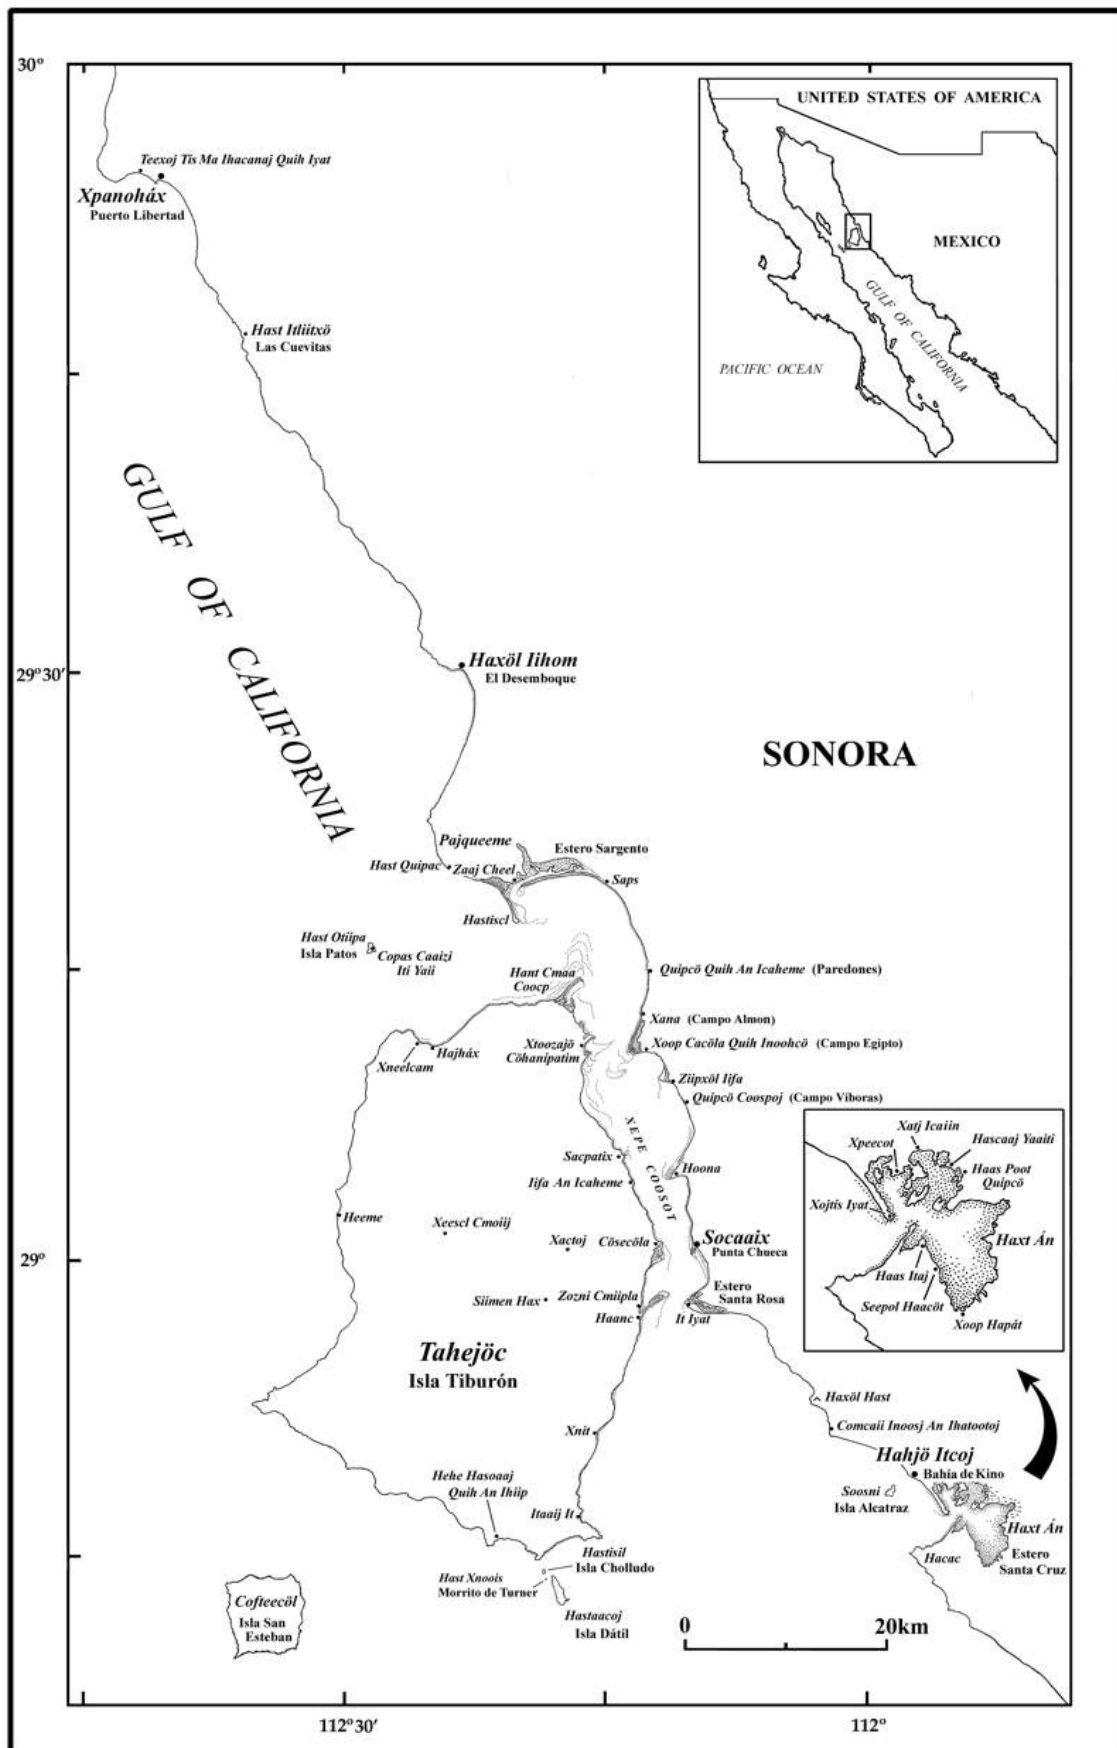 30°
UNITED STATES OF AMERICA
MEXICO
GULF OF CALIFORNIA
PACIFIC OCEAN
Teexoj Tis Ma Ihacanaj Quih Iyat
Xpanoháx
Puerto Libertad
Hast Itliitxö
Las Cuevitas
GULF OF CALIFORNIA
29°30'
Haxöl Iihom
El Desemboque
SONORA
Pajqueeme
Estero Sargento
Hast Quipac
Zaaj Cheel
Saps
Hastiscl
Hast Otiipa
Isla Patos
Copas Caaizi
Iti Yaii
Hant Cmaa
Coocp
Quipcö Quih An Icaheme (Paredones)
Xana (Campo Almon)
Xtoozajö
Cöhanipatim
Xoop Cacöla Quih Inoohcö (Campo Egipto)
Xneelcam
Hajháx
Ziipxöl Iifa
Quipcö Coospoj (Campo Víboras)
XEPE COOSOT
Sacpatix
Hoona
Iifa An Icaheme
Heeme
Xeescl Cmoiij
Xactoj
Cösecöla
Socaaix
Punta Chueca
29°
Siimen Hax
Zozni Cmiipla
Haanc
Estero
Santa Rosa
It Iyat
Tahejöc
Isla Tiburón
Xatj Icaiin
Xpeecot
Hascaaj Yaaiti
Haas Poot
Quipcö
Xojtís Iyat
Haxt Án
Haas Itaj
Seepol Haacöt
Xoop Hapát
Haxöl Hast
Comcaii Inoosj An Ihatootoj
Xnit
Hahjö Itcoj
Bahía de Kino
Hehe Hasoaaj
Quih An Ihiip
Soosni
Isla Alcatraz
Itaaij It
Haxt Án
Hacac
Estero
Santa Cruz
Hastisil
Isla Cholludo
Hast Xnoois
Morrito de Turner
Hastaacoj
Isla Dátil
Cofteecöl
Isla San
Esteban
0 20km
112°30' 112°